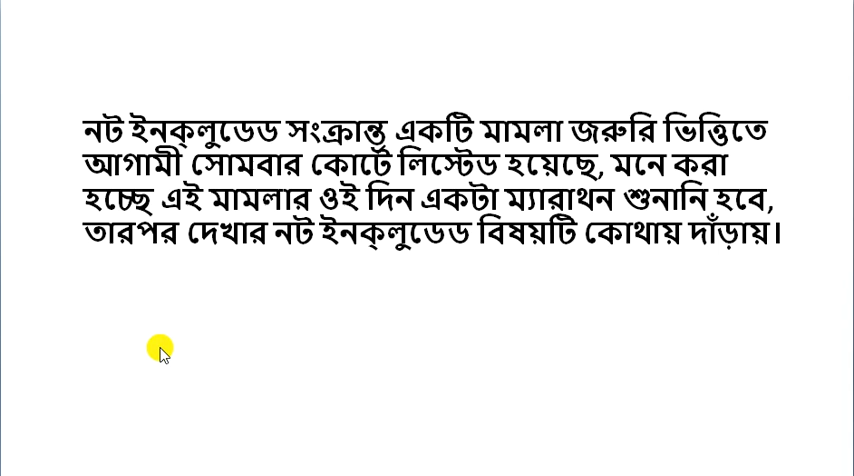 নট ইনক্লুডেড সংক্রান্ত একটি মামলা জরুরি ভিত্তিতে
আগামী সোমবার কোর্টে লিস্টেড হয়েছে, মনে করা
হচ্ছে এই মামলার ওই দিন একটা ম্যারাথন শুনানি হবে,
তারপর দেখার নট ইনক্লুডেড বিষয়টি কোথায় দাঁড়ায়।